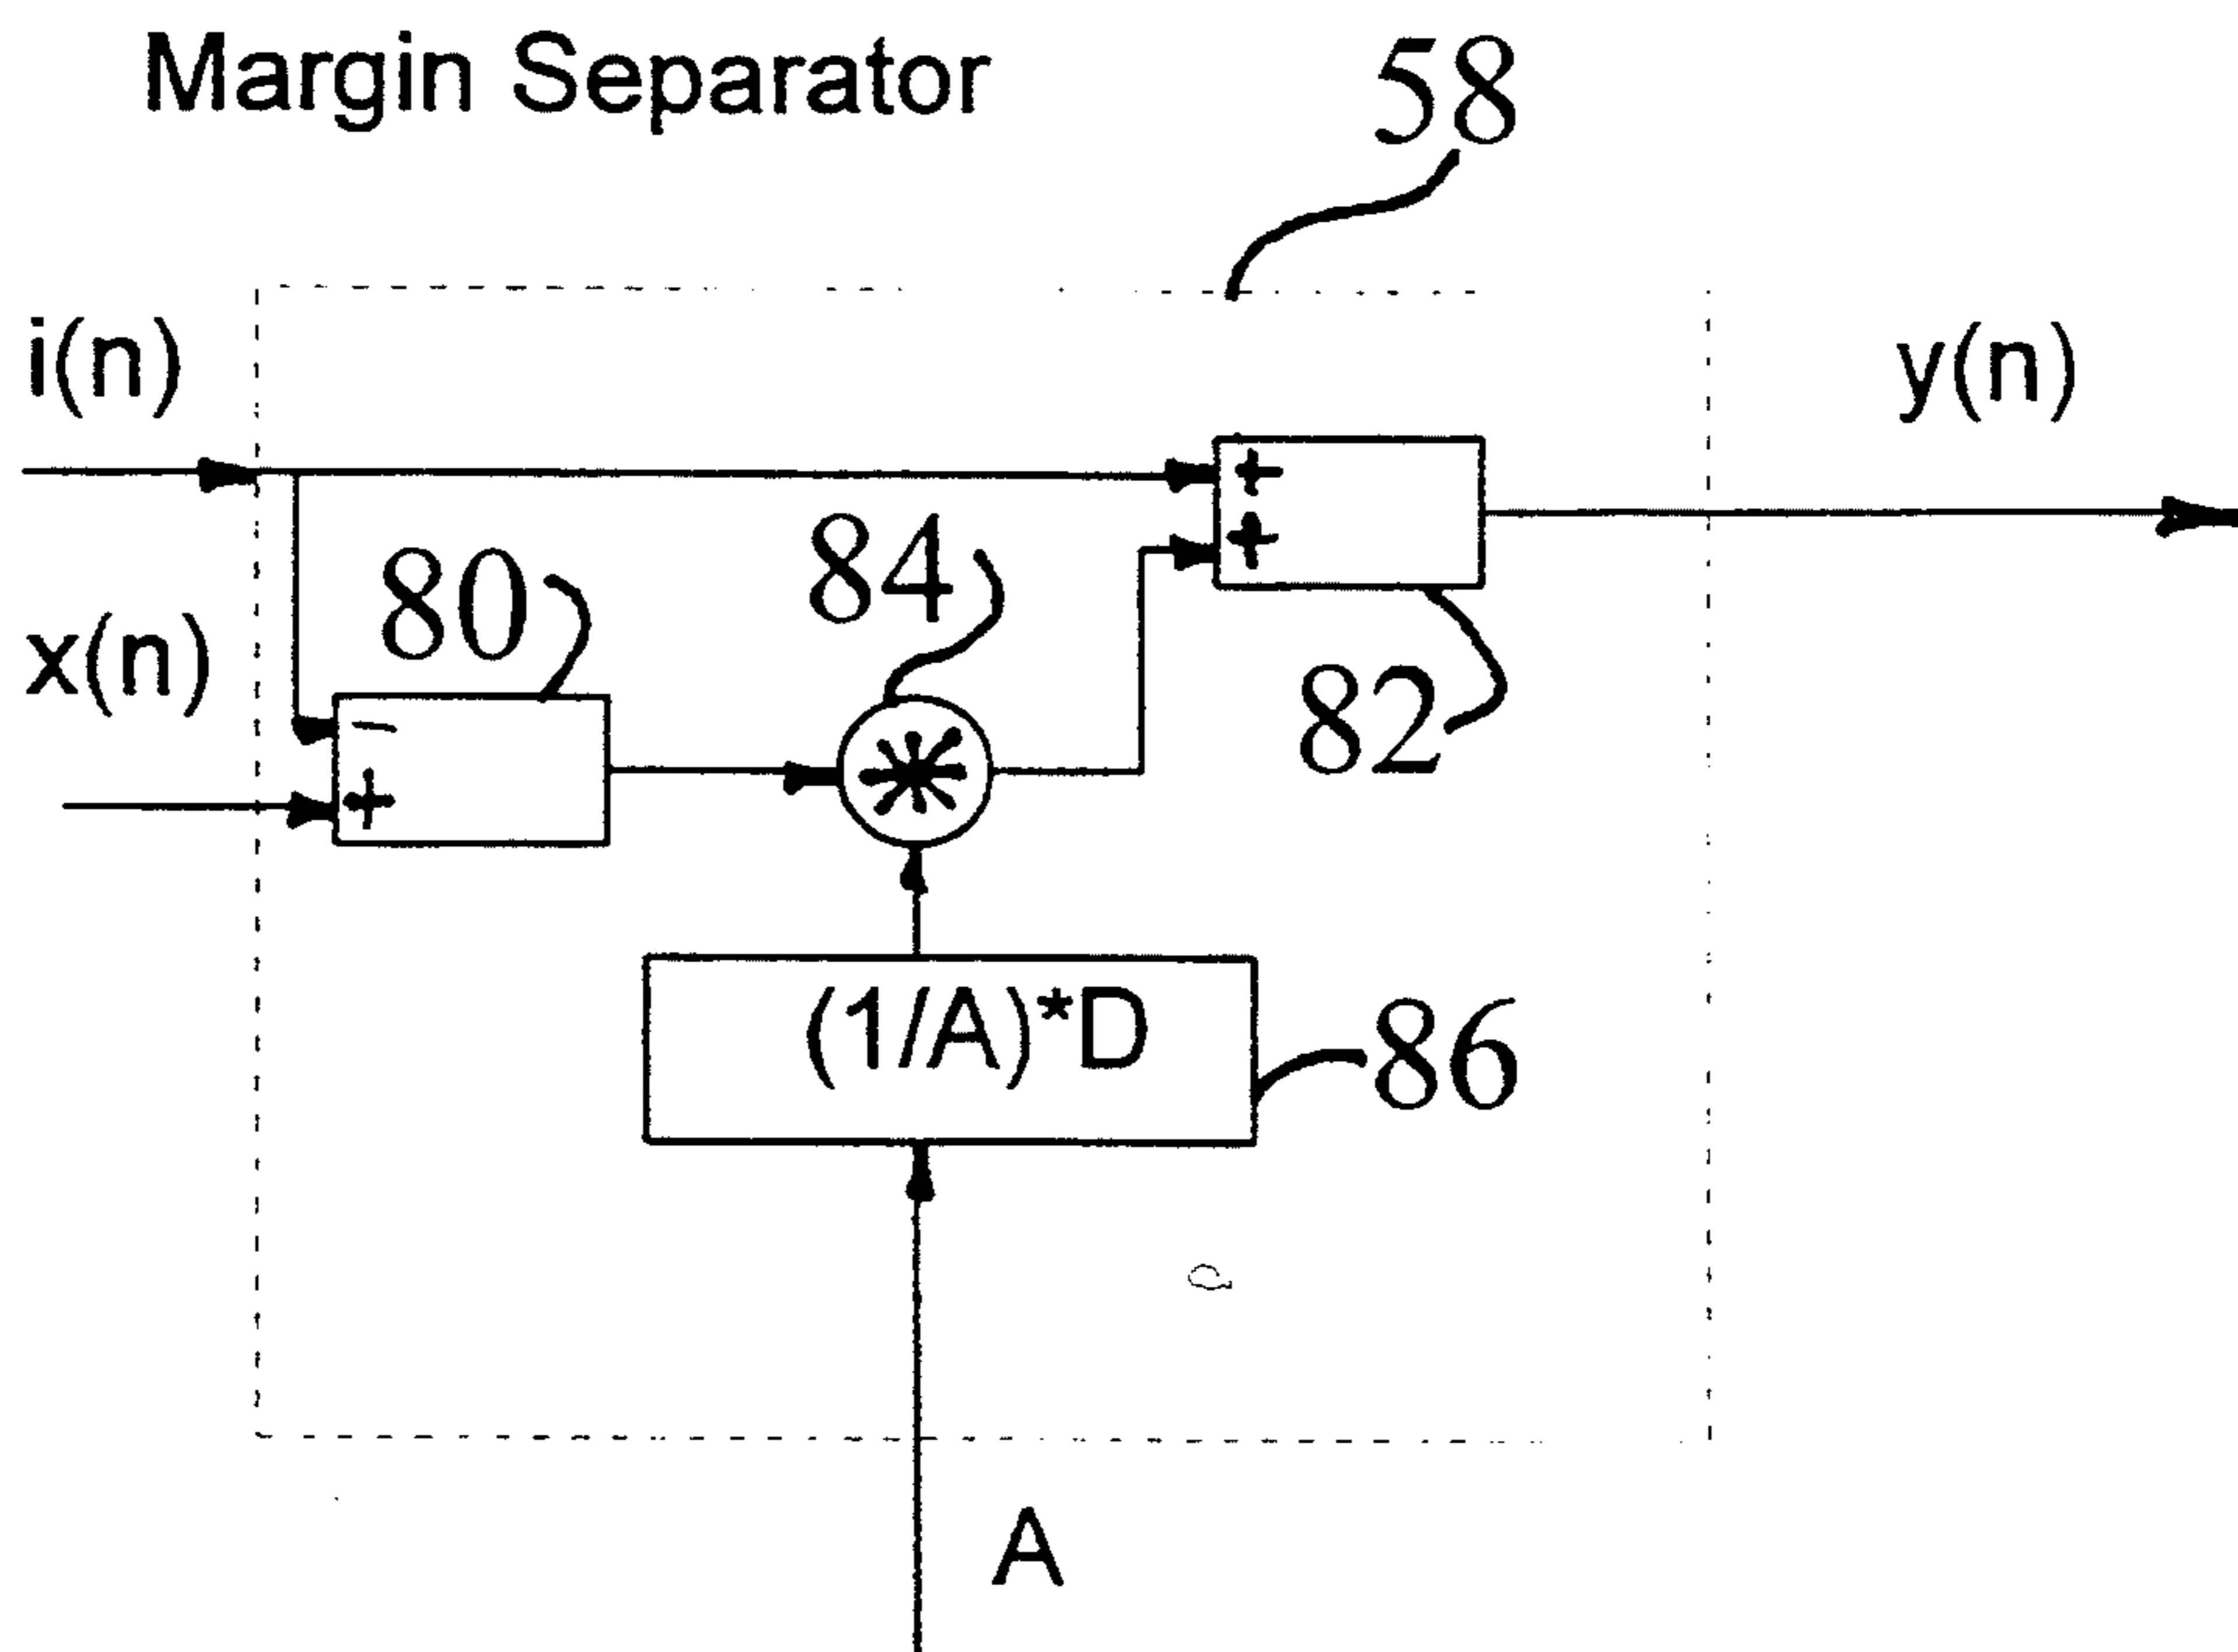 Margin Separator
58
i(n)
y(n)
84
80
x(n)
82
(1/A)*D
86
A